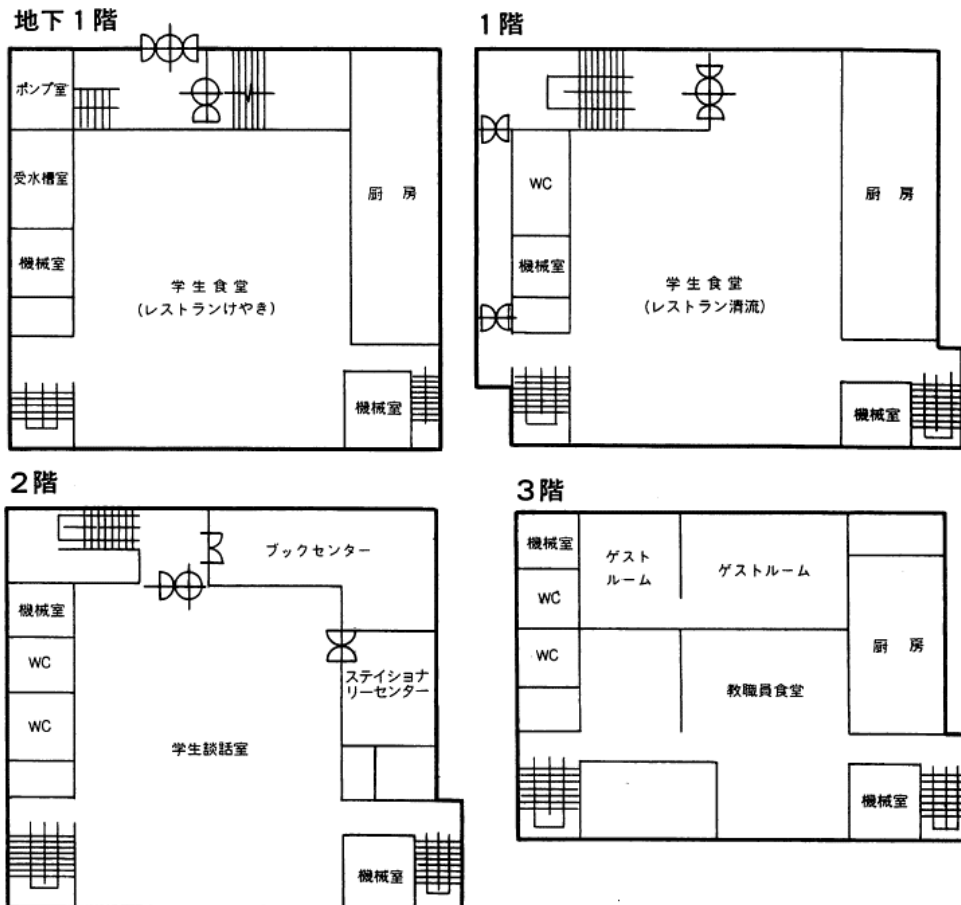 地下1階
ポンプ室
受水槽室
機械室
学生食堂
(レストランけやき)
厨房
機械室
1階
WC
機械室
学生食堂
(レストラン清流)
厨房
機械室
2階
ブックセンター
機械室
WC
WC
ステイショナ
リーセンター
学生談話室
機械室
3階
機械室
WC
WC
ゲスト
ルーム
ゲストルーム
厨房
教職員食堂
機械室